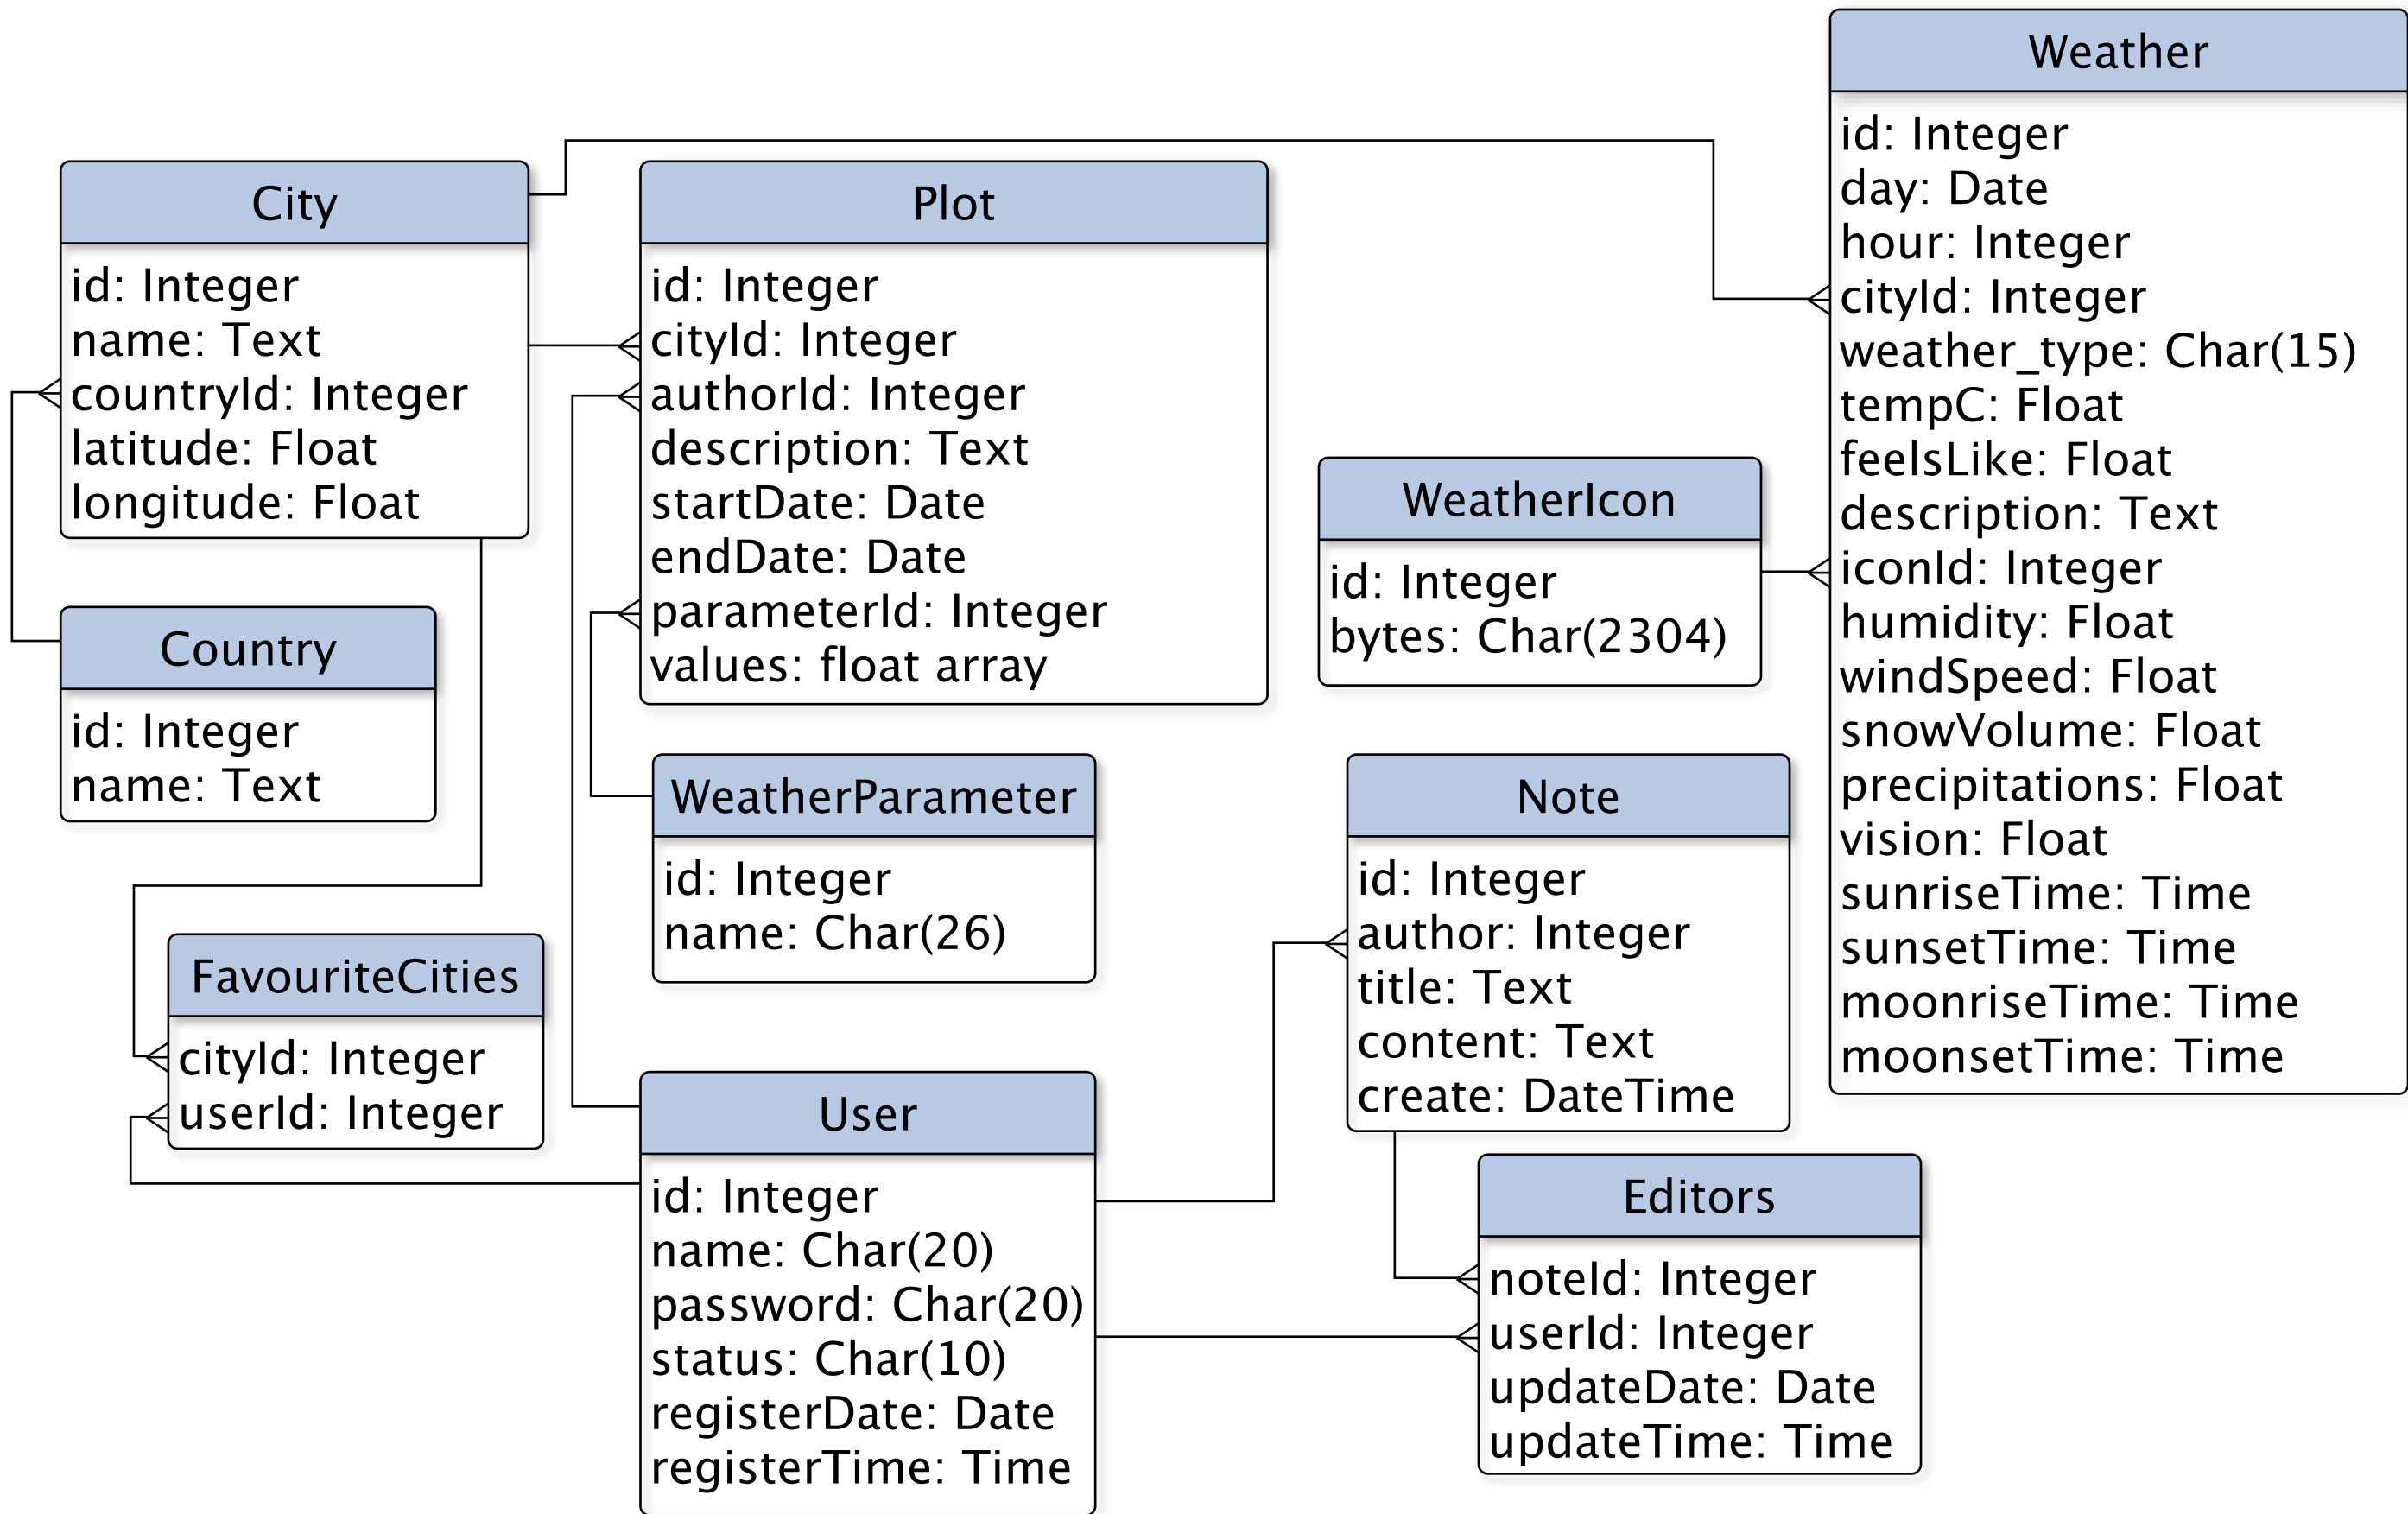 City
id: Integer
name: Text
countryId: Integer
latitude: Float
longitude: Float
Country
id: Integer
name: Text
FavouriteCities
cityId: Integer
userId: Integer
Plot
id: Integer
cityId: Integer
authorId: Integer
description: Text
startDate: Date
endDate: Date
parameterId: Integer
values: float array
WeatherParameter
id: Integer
name: Char(26)
User
id: Integer
name: Char(20)
password: Char(20)
status: Char(10)
registerDate: Date
registerTime: Time
WeatherIcon
id: Integer
bytes: Char(2304)
Note
id: Integer
author: Integer
title: Text
content: Text
create: DateTime
Editors
noteId: Integer
userId: Integer
updateDate: Date
updateTime: Time
Weather
id: Integer
day: Date
hour: Integer
cityId: Integer
weather_type: Char(15)
tempC: Float
feelsLike: Float
description: Text
iconId: Integer
humidity: Float
windSpeed: Float
snowVolume: Float
precipitations: Float
vision: Float
sunriseTime: Time
sunsetTime: Time
moonriseTime: Time
moonsetTime: Time